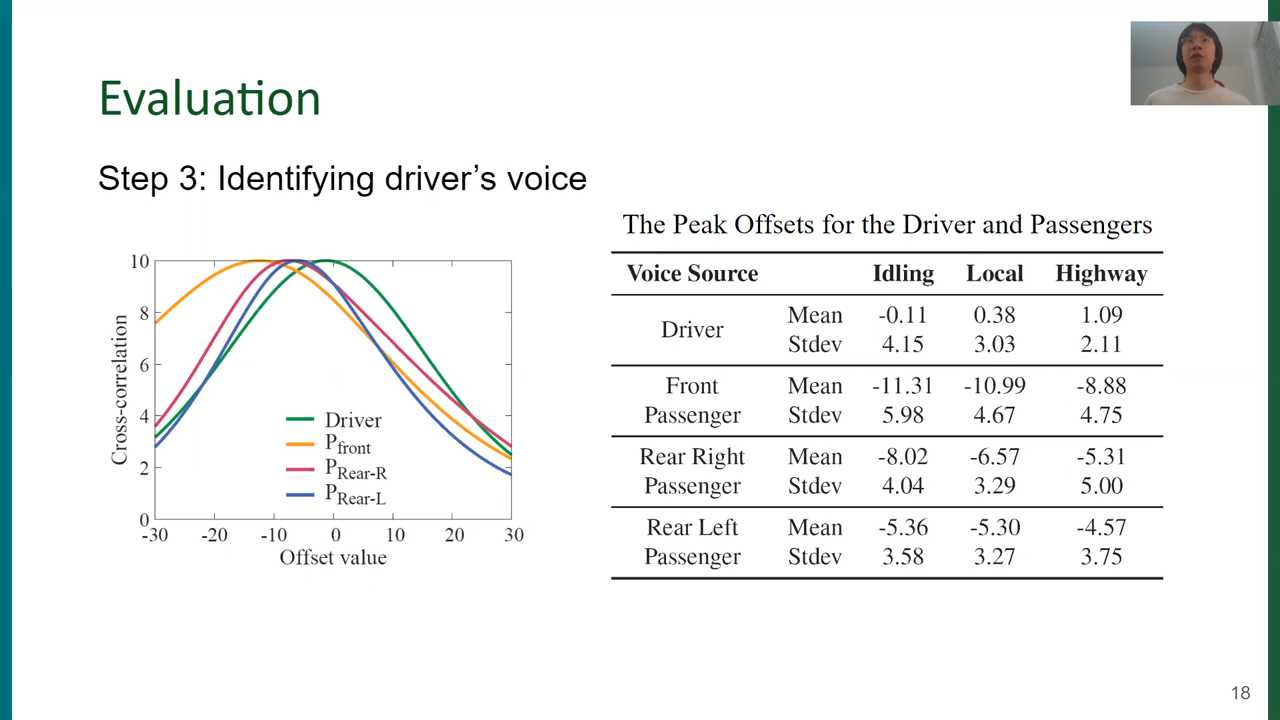 Evaluation
Step 3: Identifying driver’s voice
10
8
6
4
2
0
Cross-correlation
-30 -20 -10 0 10 20 30
Offset value
Driver
Pfront
PRear-R
PRear-L
The Peak Offsets for the Driver and Passengers
Voice Source Idling Local Highway
Driver Mean -0.11 0.38 1.09
Stdev 4.15 3.03 2.11
Front Mean -11.31 -10.99 -8.88
Passenger Stdev 5.98 4.67 4.75
Rear Right Mean -8.02 -6.57 -5.31
Passenger Stdev 4.04 3.29 5.00
Rear Left Mean -5.36 -5.30 -4.57
Passenger Stdev 3.58 3.27 3.75
18